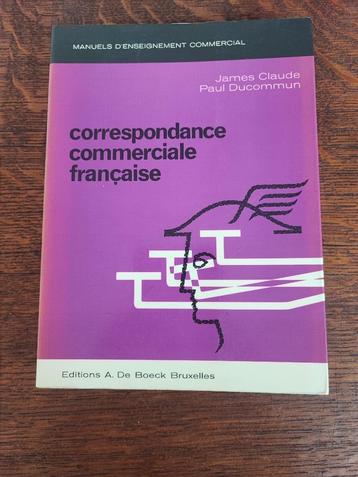 MANUELS D'ENSEIGNEMENT COMMERCIAL
James Claude
Paul Ducommun
correspondance
commerciale
française
Editions A. De Boeck Bruxelles